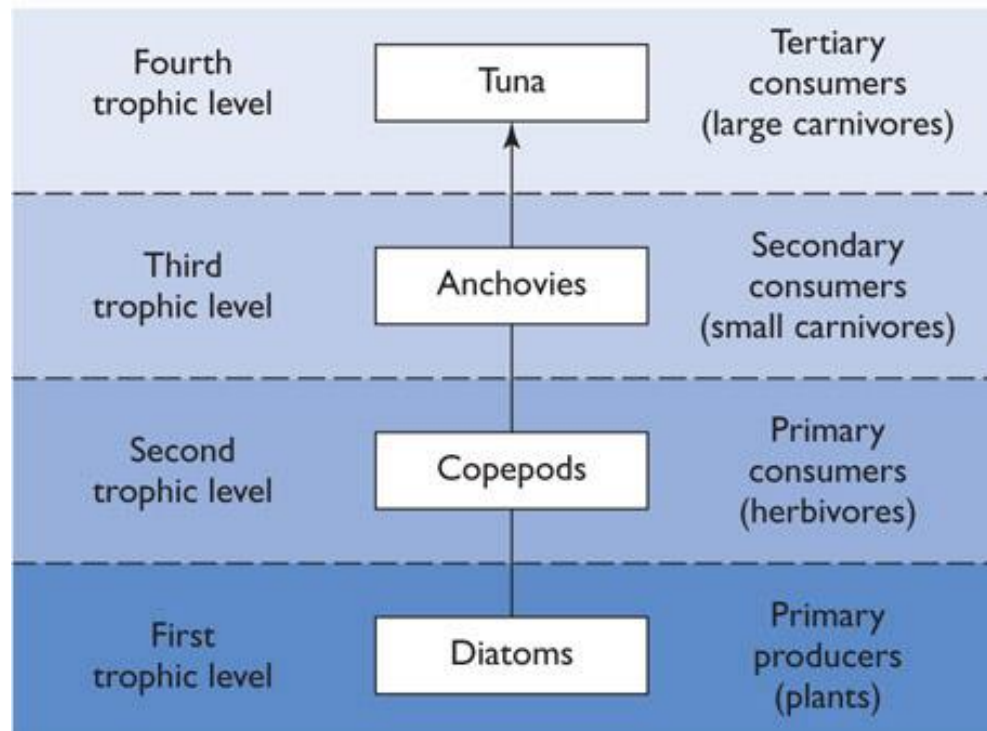 Fourth
trophic level
Tuna
Tertiary
consumers
(large carnivores)
Third
trophic level
Anchovies
Secondary
consumers
(small carnivores)
Second
trophic level
Copepods
Primary
consumers
(herbivores)
First
trophic level
Diatoms
Primary
producers
(plants)